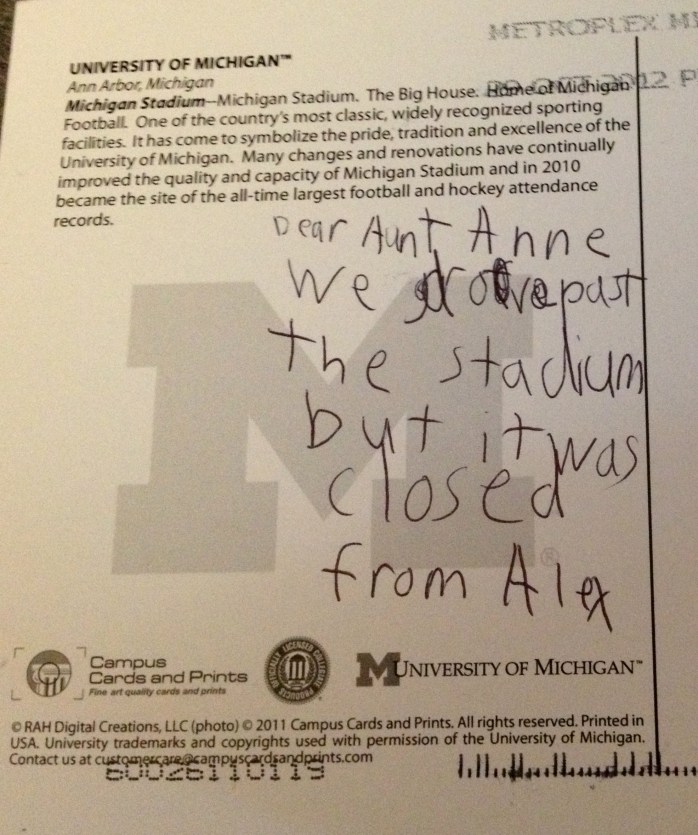 METROPLEX MI
UNIVERSITY OF MICHIGAN™
Ann Arbor, Michigan
2012 P
Michigan Stadium--Michigan Stadium. The Big House. Home of Michigan
Football. One of the country's most classic, widely recognized sporting
facilities. It has come to symbolize the pride, tradition and excellence of the
University of Michigan. Many changes and renovations have continually
improved the quality and capacity of Michigan Stadium and in 2010
became the site of the all-time largest football and hockey attendance
records.
Dear Aunt Anne
We drove past
the stadium
but it was
closed
from Alex
M
®
Campus
Cards and Prints
Fine art quality cards and prints
OFFICIALLY LICENSED COLLEGIATE PRODUCTS
M UNIVERSITY OF MICHIGAN™
© RAH Digital Creations, LLC (photo) © 2011 Campus Cards and Prints. All rights reserved. Printed in
USA. University trademarks and copyrights used with permission of the University of Michigan.
Contact us at customercare@campuscardsandprints.com